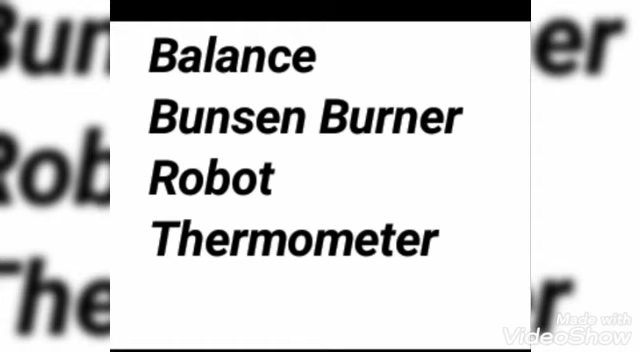 Balance
Bunsen Burner
Robot
Thermometer
Made with
VideoShow